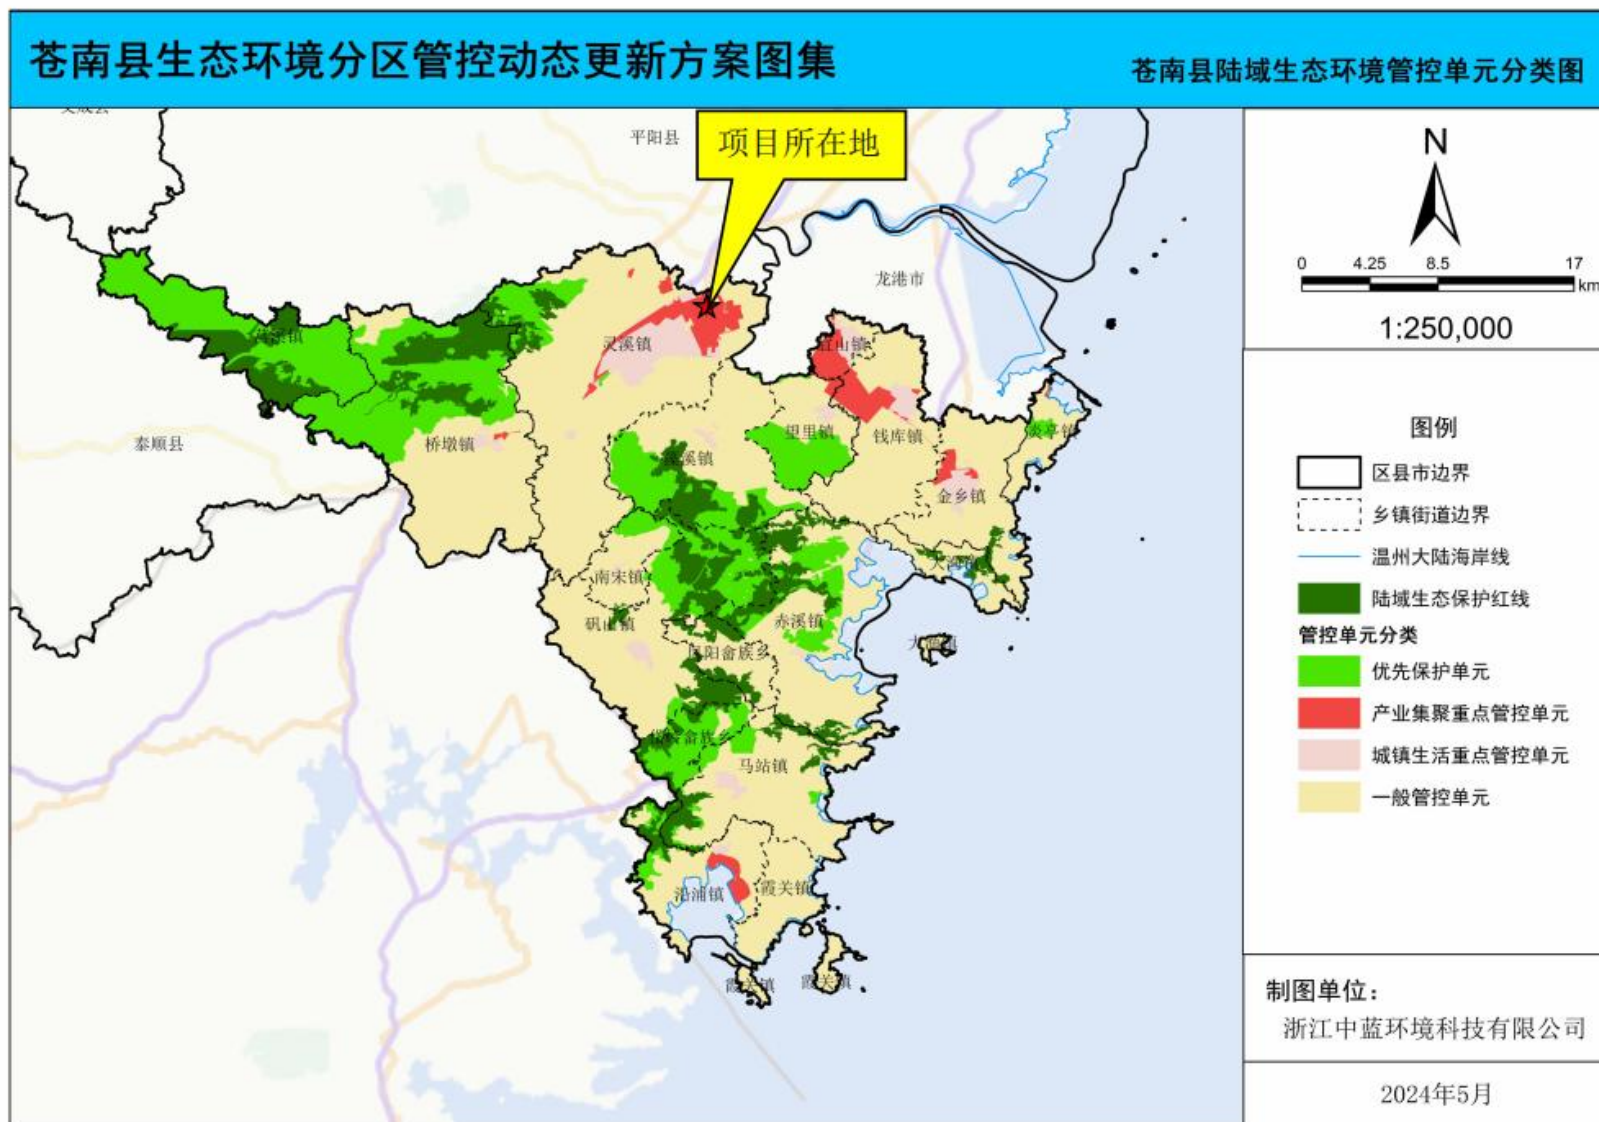 苍南县生态环境分区管控动态更新方案图集
苍南县陆域生态环境管控单元分类图
平阳县
项目所在地
龙港市
灵溪镇
泰顺县
桥墩镇
望里镇
钱库镇
金乡镇
南宋镇
矾山镇
赤溪镇
凤阳畲族乡
大渔镇
马站镇
沿浦镇
霞关镇
霞关镇
霞关镇
N
0 4.25 8.5 17
km
1:250,000
图例
区县市边界
乡镇街道边界
温州大陆海岸线
陆域生态保护红线
管控单元分类
优先保护单元
产业集聚重点管控单元
城镇生活重点管控单元
一般管控单元
制图单位：
浙江中蓝环境科技有限公司
2024年5月